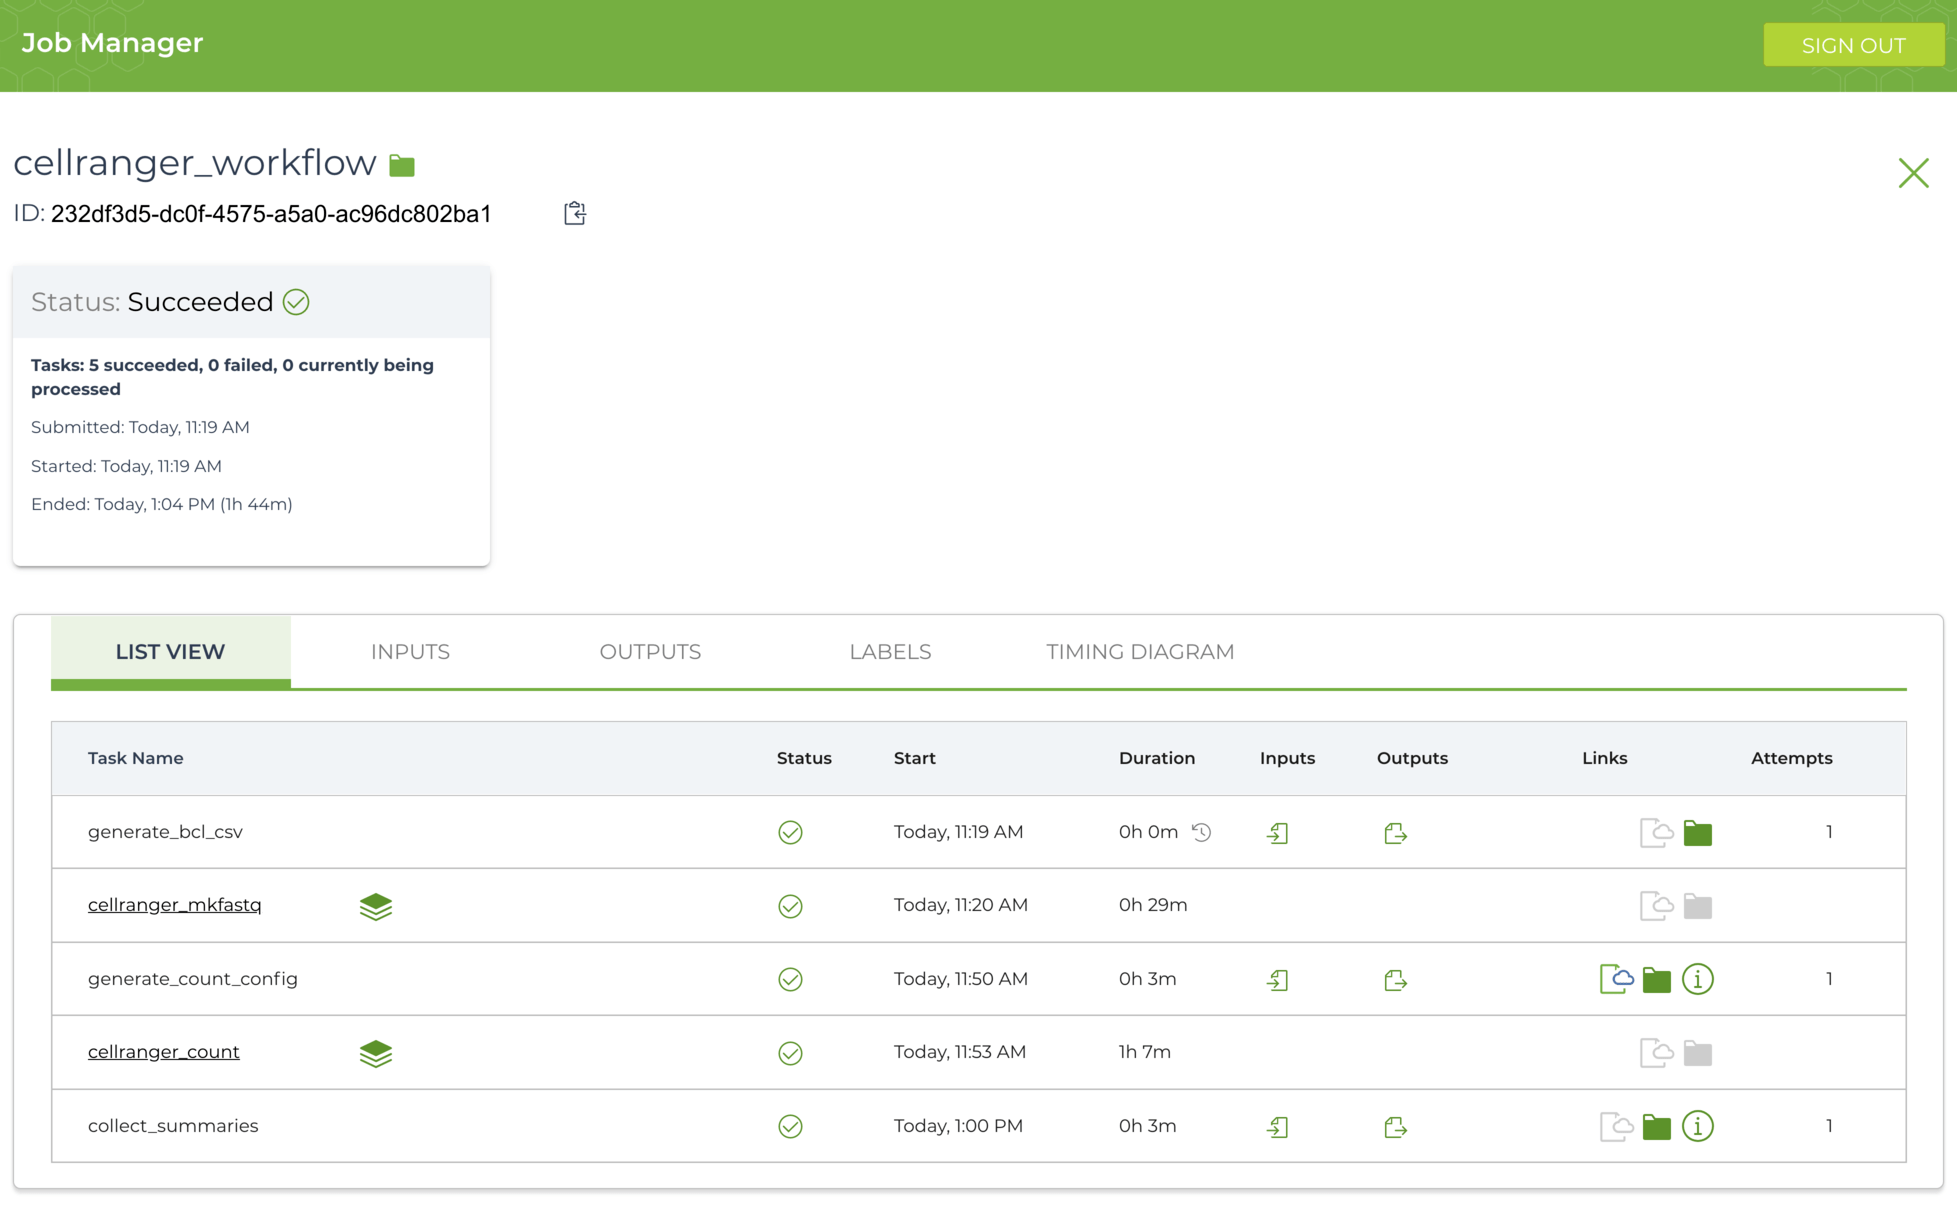 Job Manager
SIGN OUT
cellranger_workflow
ID: 232df3d5-dc0f-4575-a5a0-ac96dc802ba1
Status: Succeeded
Tasks: 5 succeeded, 0 failed, 0 currently being
processed
Submitted: Today, 11:19 AM
Started: Today, 11:19 AM
Ended: Today, 1:04 PM (1h 44m)
LIST VIEW INPUTS OUTPUTS LABELS TIMING DIAGRAM
Task Name Status Start Duration Inputs Outputs Links Attempts
generate_bcl_csv Today, 11:19 AM 0h 0m 1
cellranger_mkfastq Today, 11:20 AM 0h 29m
generate_count_config Today, 11:50 AM 0h 3m 1
cellranger_count Today, 11:53 AM 1h 7m
collect_summaries Today, 1:00 PM 0h 3m 1